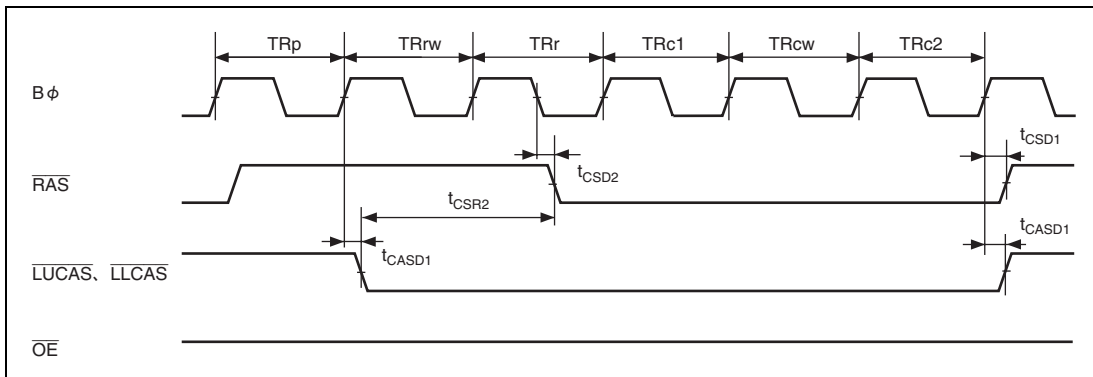 TRp TRrw TRr TRc1 TRcw TRc2
Bφ
tCSD1
RAS
tCSD2
tCSR2
tCASD1
tCASD1
LUCAS、LLCAS
OE